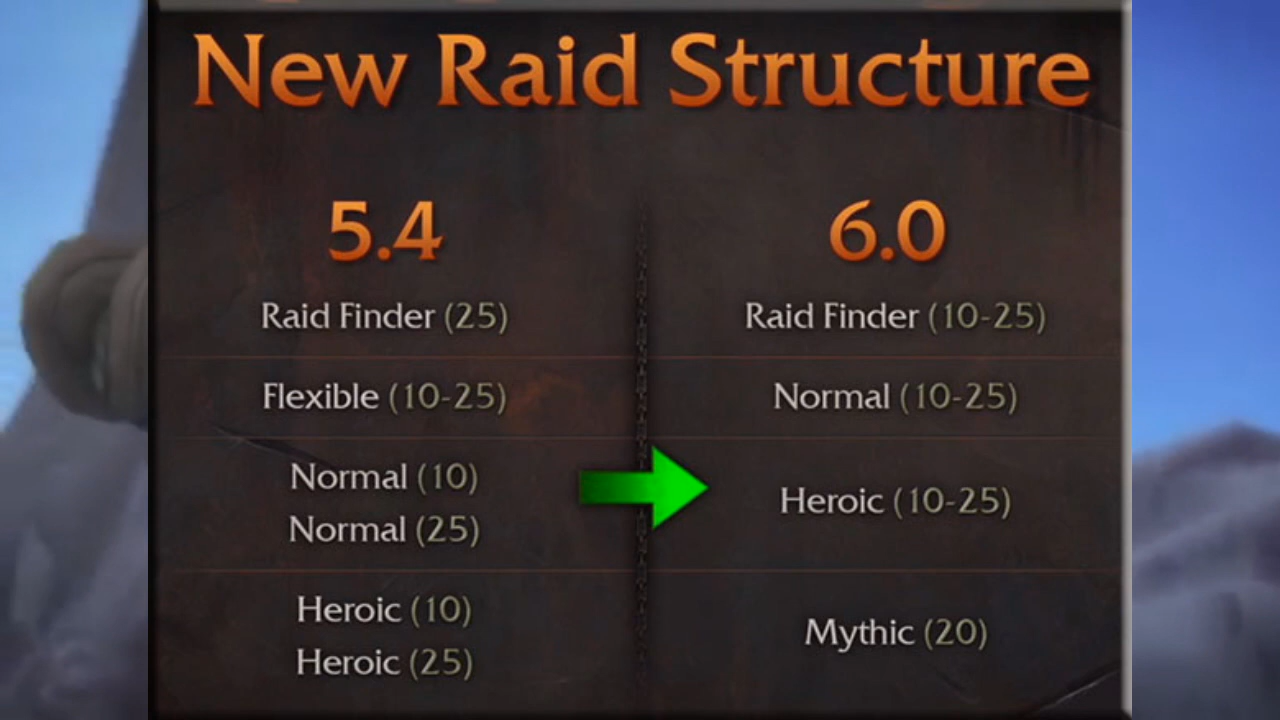 New Raid Structure
5.4
6.0
Raid Finder (25)
Raid Finder (10-25)
Flexible (10-25)
Normal (10-25)
Normal (10)
Normal (25)
Heroic (10-25)
Heroic (10)
Heroic (25)
Mythic (20)